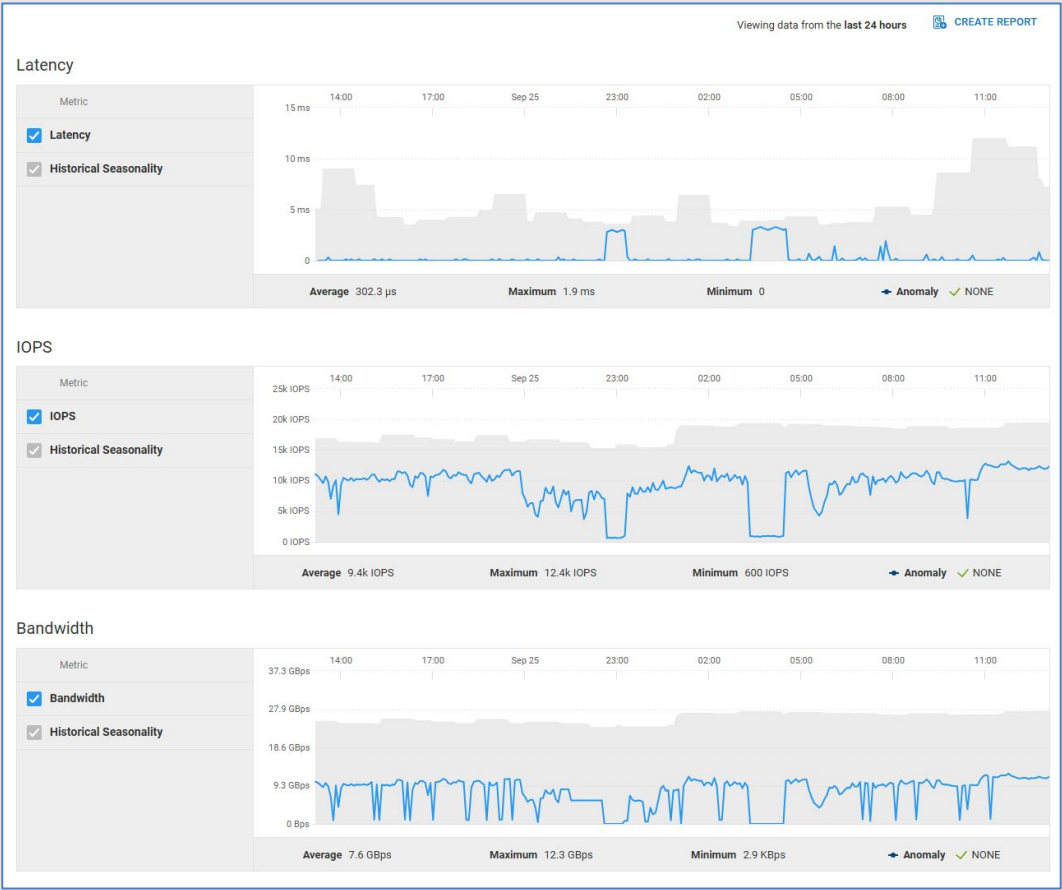 Viewing data from the last 24 hours CREATE REPORT
Latency
Metric
Latency
Historical Seasonality
14:00 17:00 Sep 25 23:00 02:00 05:00 08:00 11:00
15 ms
10 ms
5 ms
0
Average 302.3 µs Maximum 1.9 ms Minimum 0 Anomaly NONE
IOPS
Metric
IOPS
Historical Seasonality
14:00 17:00 Sep 25 23:00 02:00 05:00 08:00 11:00
25k IOPS
20k IOPS
15k IOPS
10k IOPS
5k IOPS
0 IOPS
Average 9.4k IOPS Maximum 12.4k IOPS Minimum 600 IOPS Anomaly NONE
Bandwidth
Metric
Bandwidth
Historical Seasonality
14:00 17:00 Sep 25 23:00 02:00 05:00 08:00 11:00
37.3 GBps
27.9 GBps
18.6 GBps
9.3 GBps
0 Bps
Average 7.6 GBps Maximum 12.3 GBps Minimum 2.9 KBps Anomaly NONE